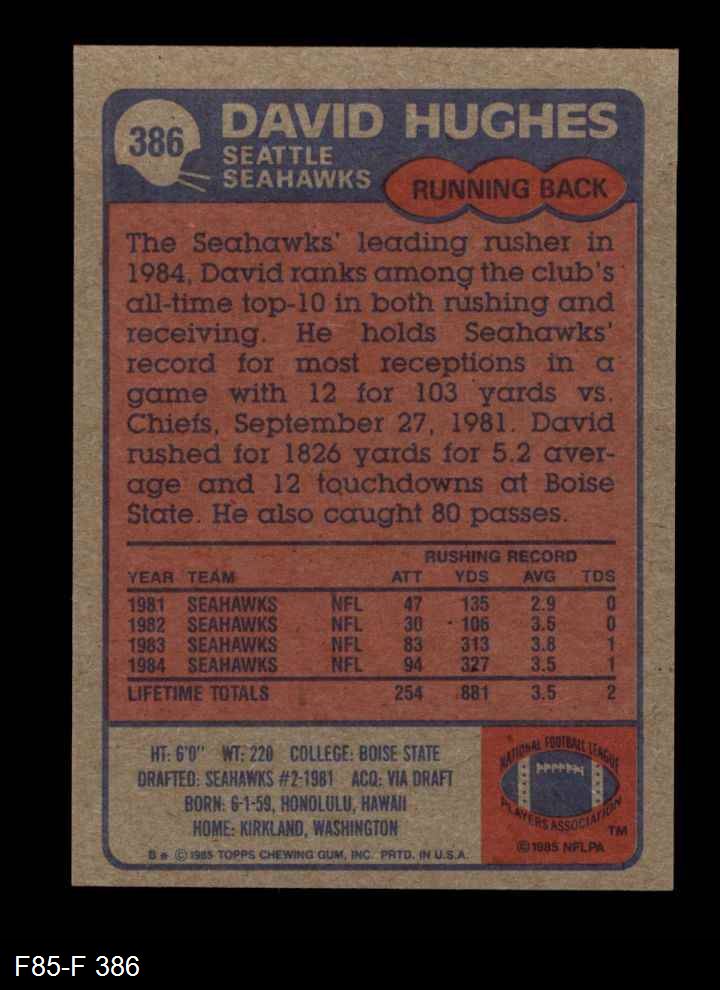 386
DAVID HUGHES
SEATTLE
SEAHAWKS
RUNNING BACK
The Seahawks' leading rusher in
1984, David ranks among the club's
all-time top-10 in both rushing and
receiving. He holds Seahawks'
record for most receptions in a
game with 12 for 103 yards vs.
Chiefs, September 27, 1981. David
rushed for 1826 yards for 5.2 aver-
age and 12 touchdowns at Boise
State. He also caught 80 passes.
RUSHING RECORD
YEAR TEAM ATT YDS AVG TDS
1981 SEAHAWKS NFL 47 135 2.9 0
1982 SEAHAWKS NFL 30 106 3.5 0
1983 SEAHAWKS NFL 83 313 3.8 1
1984 SEAHAWKS NFL 94 327 3.5 1
LIFETIME TOTALS 254 881 3.5 2
HT: 6'0" WT: 220 COLLEGE: BOISE STATE
DRAFTED: SEAHAWKS #2-1981 ACQ: VIA DRAFT
BORN: 6-1-59, HONOLULU, HAWAII
HOME: KIRKLAND, WASHINGTON
B* © 1985 TOPPS CHEWING GUM, INC. PRTD. IN U.S.A.
NATIONAL FOOTBALL LEAGUE
PLAYERS ASSOCIATION
TM
© 1985 NFLPA
F85-F 386